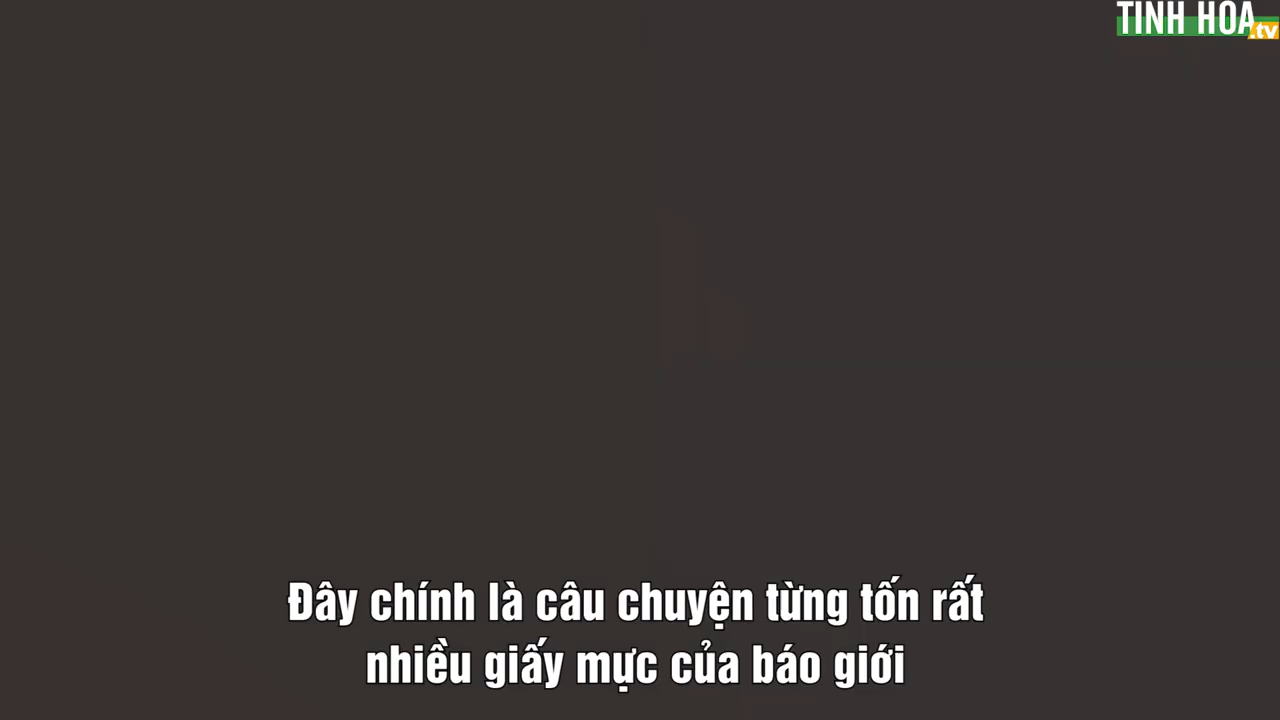 TINH HOA
.tv
Đây chính là câu chuyện từng tốn rất
nhiều giấy mực của báo giới